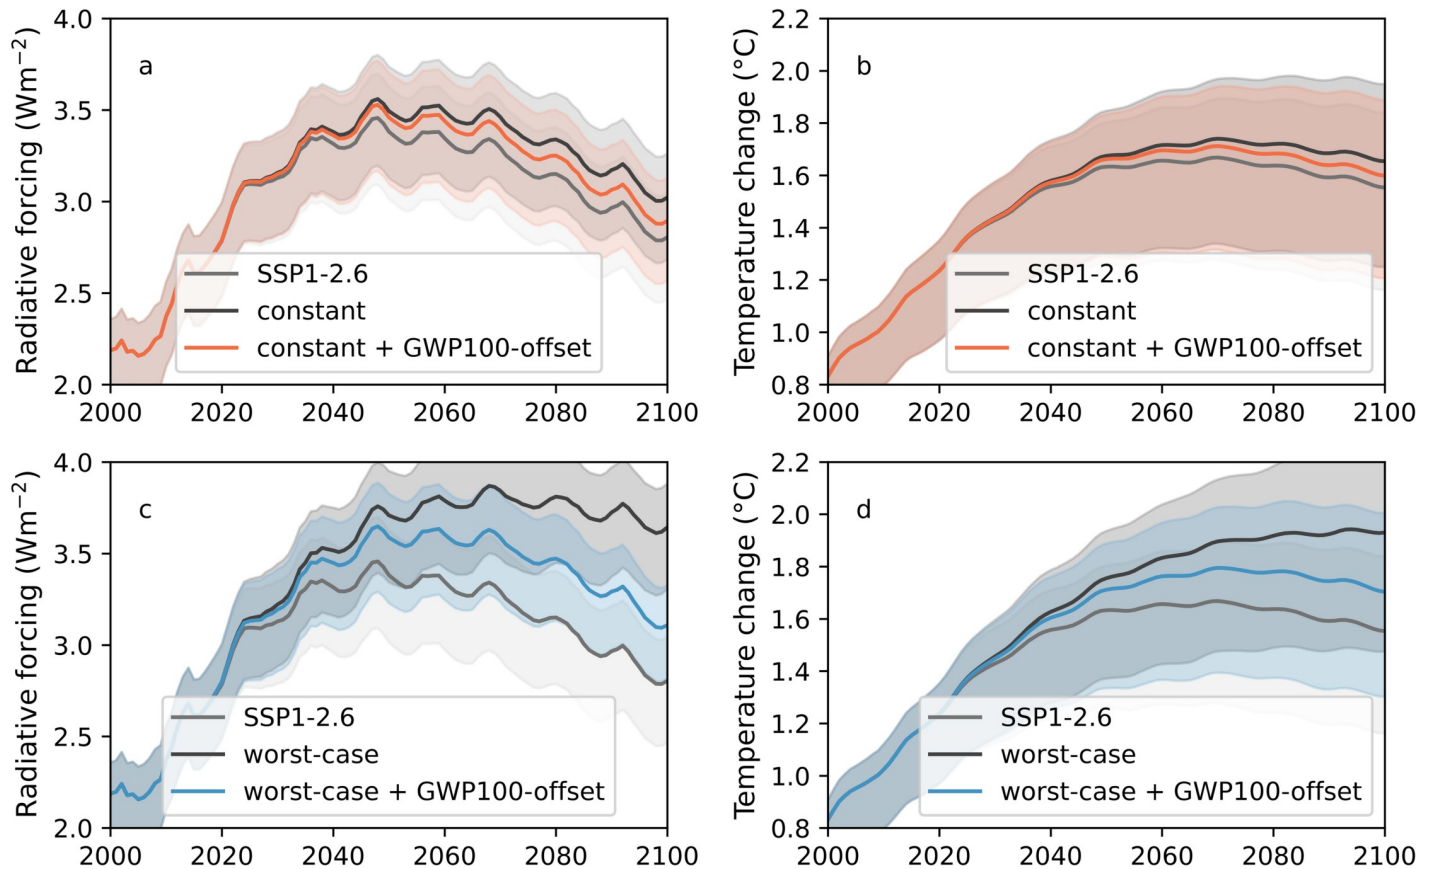 Radiative forcing (Wm⁻²)
4.0
3.5
3.0
2.5
2.0
a
SSP1-2.6
constant
constant + GWP100-offset
2000 2020 2040 2060 2080 2100
Temperature change (°C)
2.2
2.0
1.8
1.6
1.4
1.2
1.0
0.8
b
SSP1-2.6
constant
constant + GWP100-offset
2000 2020 2040 2060 2080 2100
Radiative forcing (Wm⁻²)
4.0
3.5
3.0
2.5
2.0
c
SSP1-2.6
worst-case
worst-case + GWP100-offset
2000 2020 2040 2060 2080 2100
Temperature change (°C)
2.2
2.0
1.8
1.6
1.4
1.2
1.0
0.8
d
SSP1-2.6
worst-case
worst-case + GWP100-offset
2000 2020 2040 2060 2080 2100